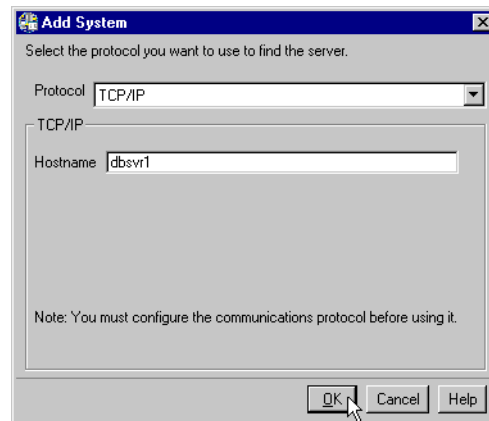 Add System
Select the protocol you want to use to find the server.
Protocol TCP/IP
TCP/IP
Hostname dbsvr1
Note: You must configure the communications protocol before using it.
OK Cancel Help